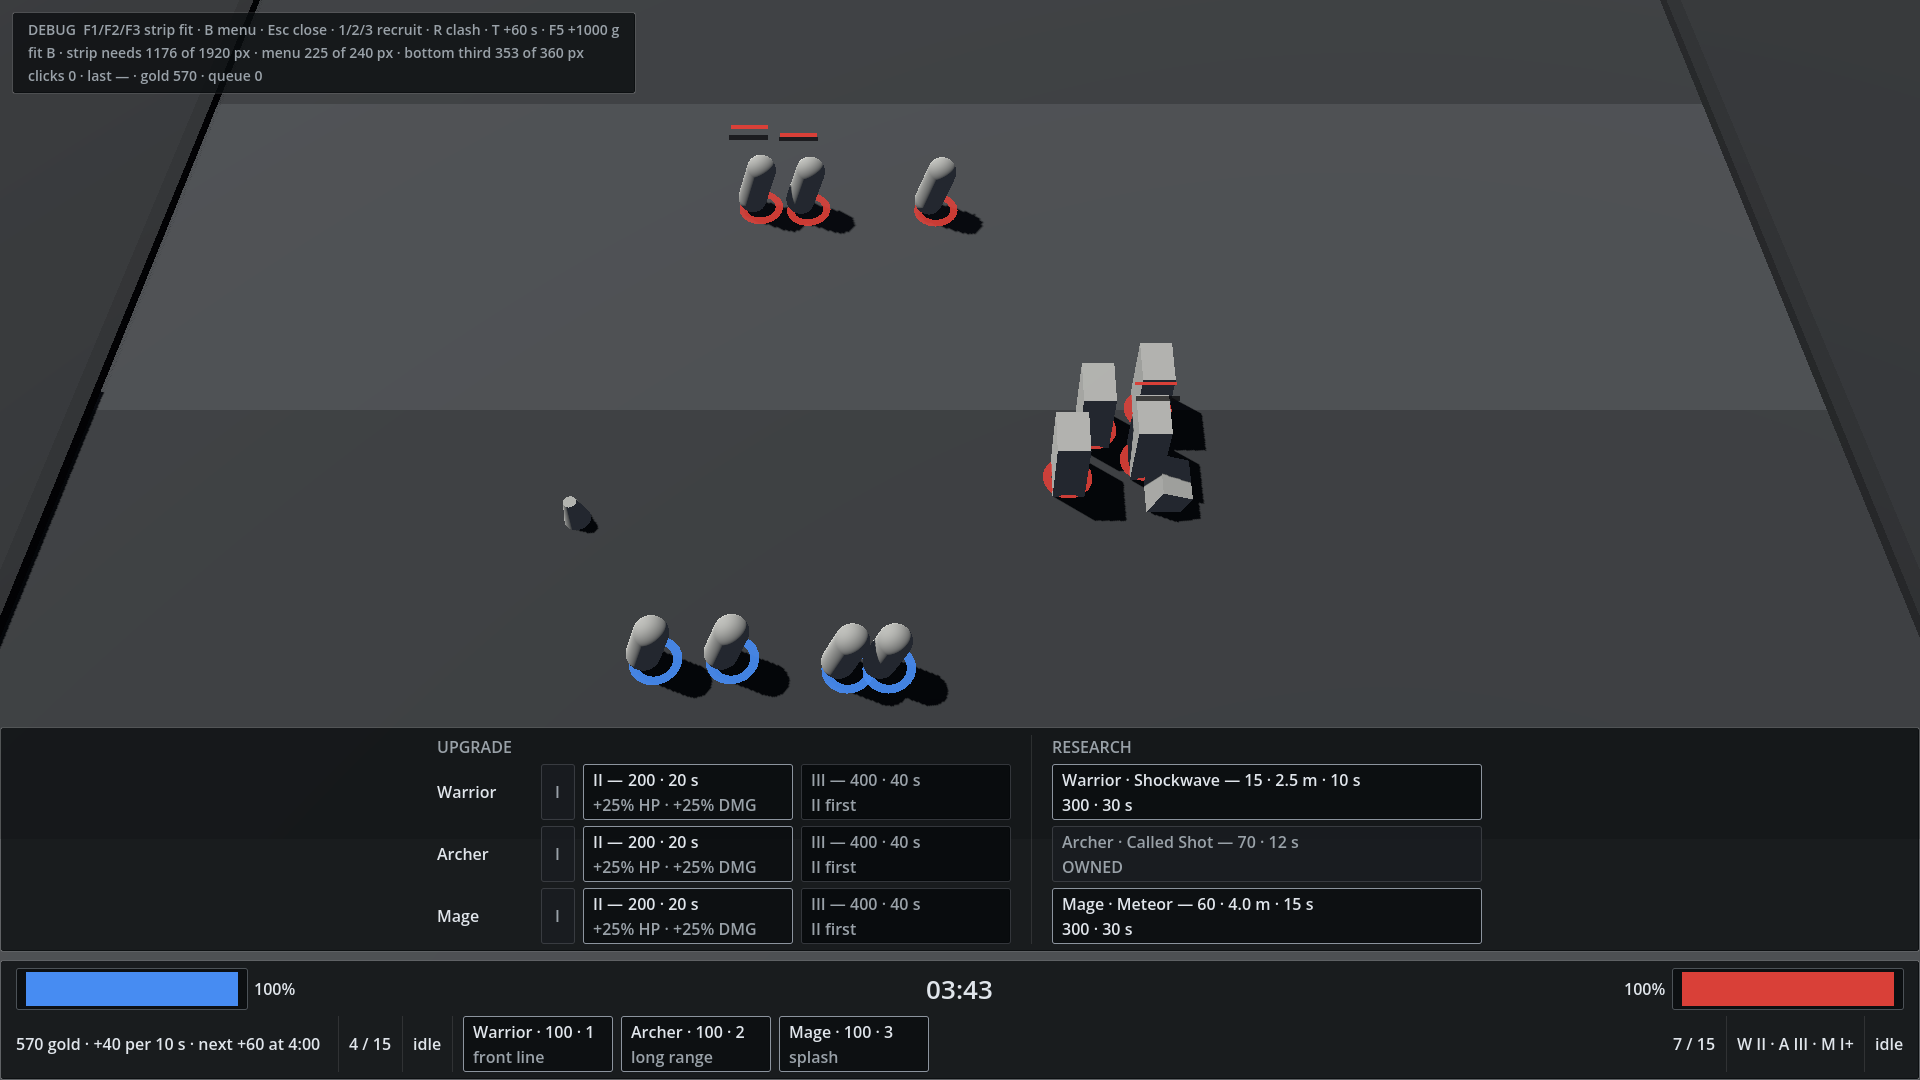 DEBUG F1/F2/F3 strip fit · B menu · Esc close · 1/2/3 recruit · R clash · T +60 s · F5 +1000 g
fit B · strip needs 1176 of 1920 px · menu 225 of 240 px · bottom third 353 of 360 px
clicks 0 · last — · gold 570 · queue 0
UPGRADE
Warrior
I
II — 200 · 20 s
+25% HP · +25% DMG
III — 400 · 40 s
II first
Archer
I
II — 200 · 20 s
+25% HP · +25% DMG
III — 400 · 40 s
II first
Mage
I
II — 200 · 20 s
+25% HP · +25% DMG
III — 400 · 40 s
II first
RESEARCH
Warrior · Shockwave — 15 · 2.5 m · 10 s
300 · 30 s
Archer · Called Shot — 70 · 12 s
OWNED
Mage · Meteor — 60 · 4.0 m · 15 s
300 · 30 s
100%
03:43
100%
570 gold · +40 per 10 s · next +60 at 4:00
4 / 15
idle
Warrior · 100 · 1
front line
Archer · 100 · 2
long range
Mage · 100 · 3
splash
7 / 15
W II · A III · M I+
idle